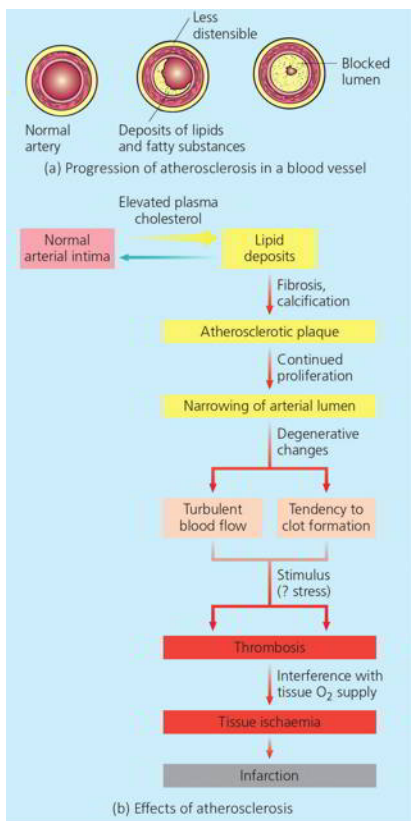 Less
distensible
Blocked
lumen
Normal
artery
Deposits of lipids
and fatty substances
(a) Progression of atherosclerosis in a blood vessel
Elevated plasma
cholesterol
Normal
arterial intima
Lipid
deposits
Fibrosis,
calcification
Atherosclerotic plaque
Continued
proliferation
Narrowing of arterial lumen
Degenerative
changes
Turbulent
blood flow
Tendency to
clot formation
Stimulus
(? stress)
Thrombosis
Interference with
tissue O₂ supply
Tissue ischaemia
Infarction
(b) Effects of atherosclerosis